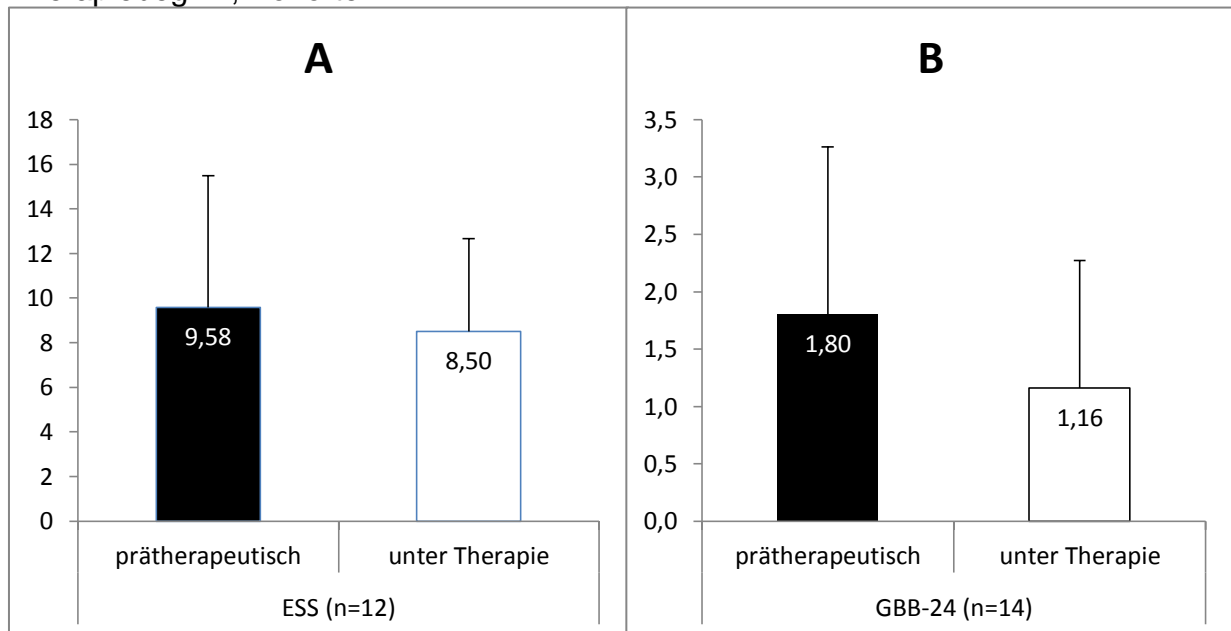 A
18
16
14
12
10
8
6
4
2
0
9,58
8,50
prätherapeutisch
unter Therapie
ESS (n=12)
B
3,5
3,0
2,5
2,0
1,5
1,0
0,5
0,0
1,80
1,16
prätherapeutisch
unter Therapie
GBB-24 (n=14)